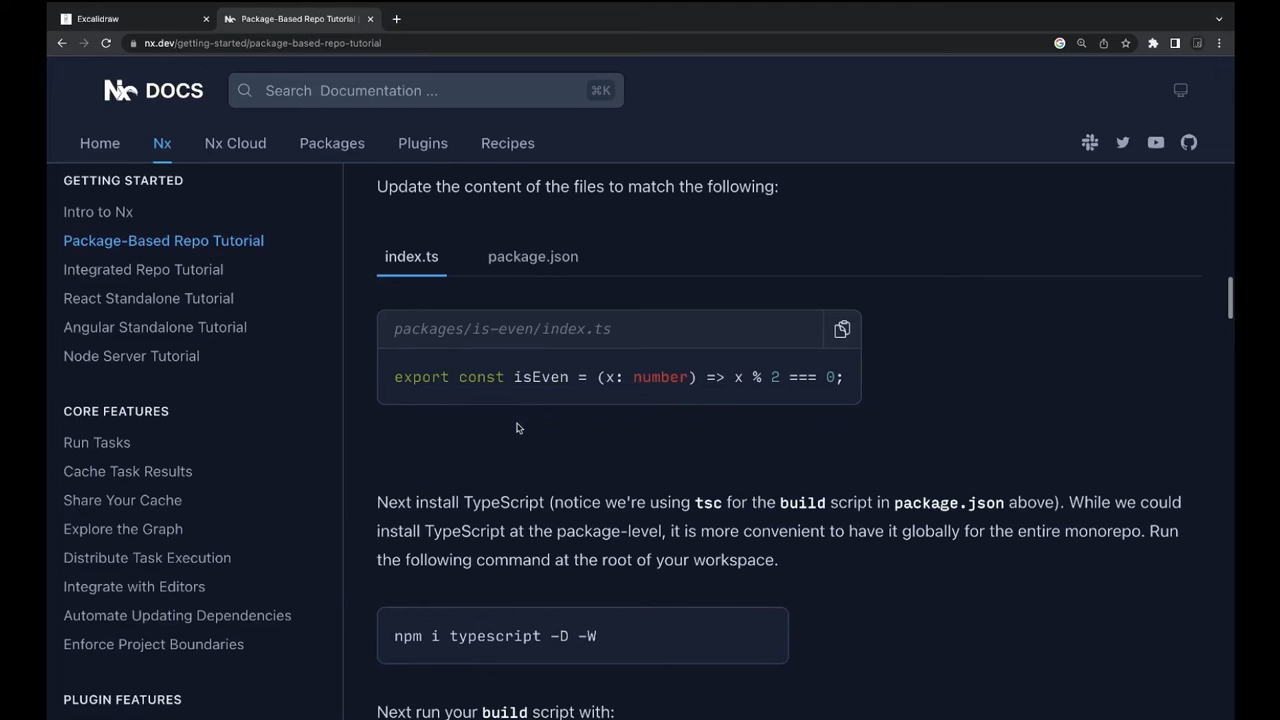 Excalidraw
Package-Based Repo Tutorial |
nx.dev/getting-started/package-based-repo-tutorial
Nx DOCS
Search Documentation ...
⌘K
Home
Nx
Nx Cloud
Packages
Plugins
Recipes
GETTING STARTED
Intro to Nx
Package-Based Repo Tutorial
Integrated Repo Tutorial
React Standalone Tutorial
Angular Standalone Tutorial
Node Server Tutorial
CORE FEATURES
Run Tasks
Cache Task Results
Share Your Cache
Explore the Graph
Distribute Task Execution
Integrate with Editors
Automate Updating Dependencies
Enforce Project Boundaries
PLUGIN FEATURES
Update the content of the files to match the following:
index.ts
package.json
packages/is-even/index.ts
export const isEven = (x: number) => x % 2 === 0;
Next install TypeScript (notice we're using tsc for the build script in package.json above). While we could
install TypeScript at the package-level, it is more convenient to have it globally for the entire monorepo. Run
the following command at the root of your workspace.
npm i typescript -D -W
Next run your build script with: